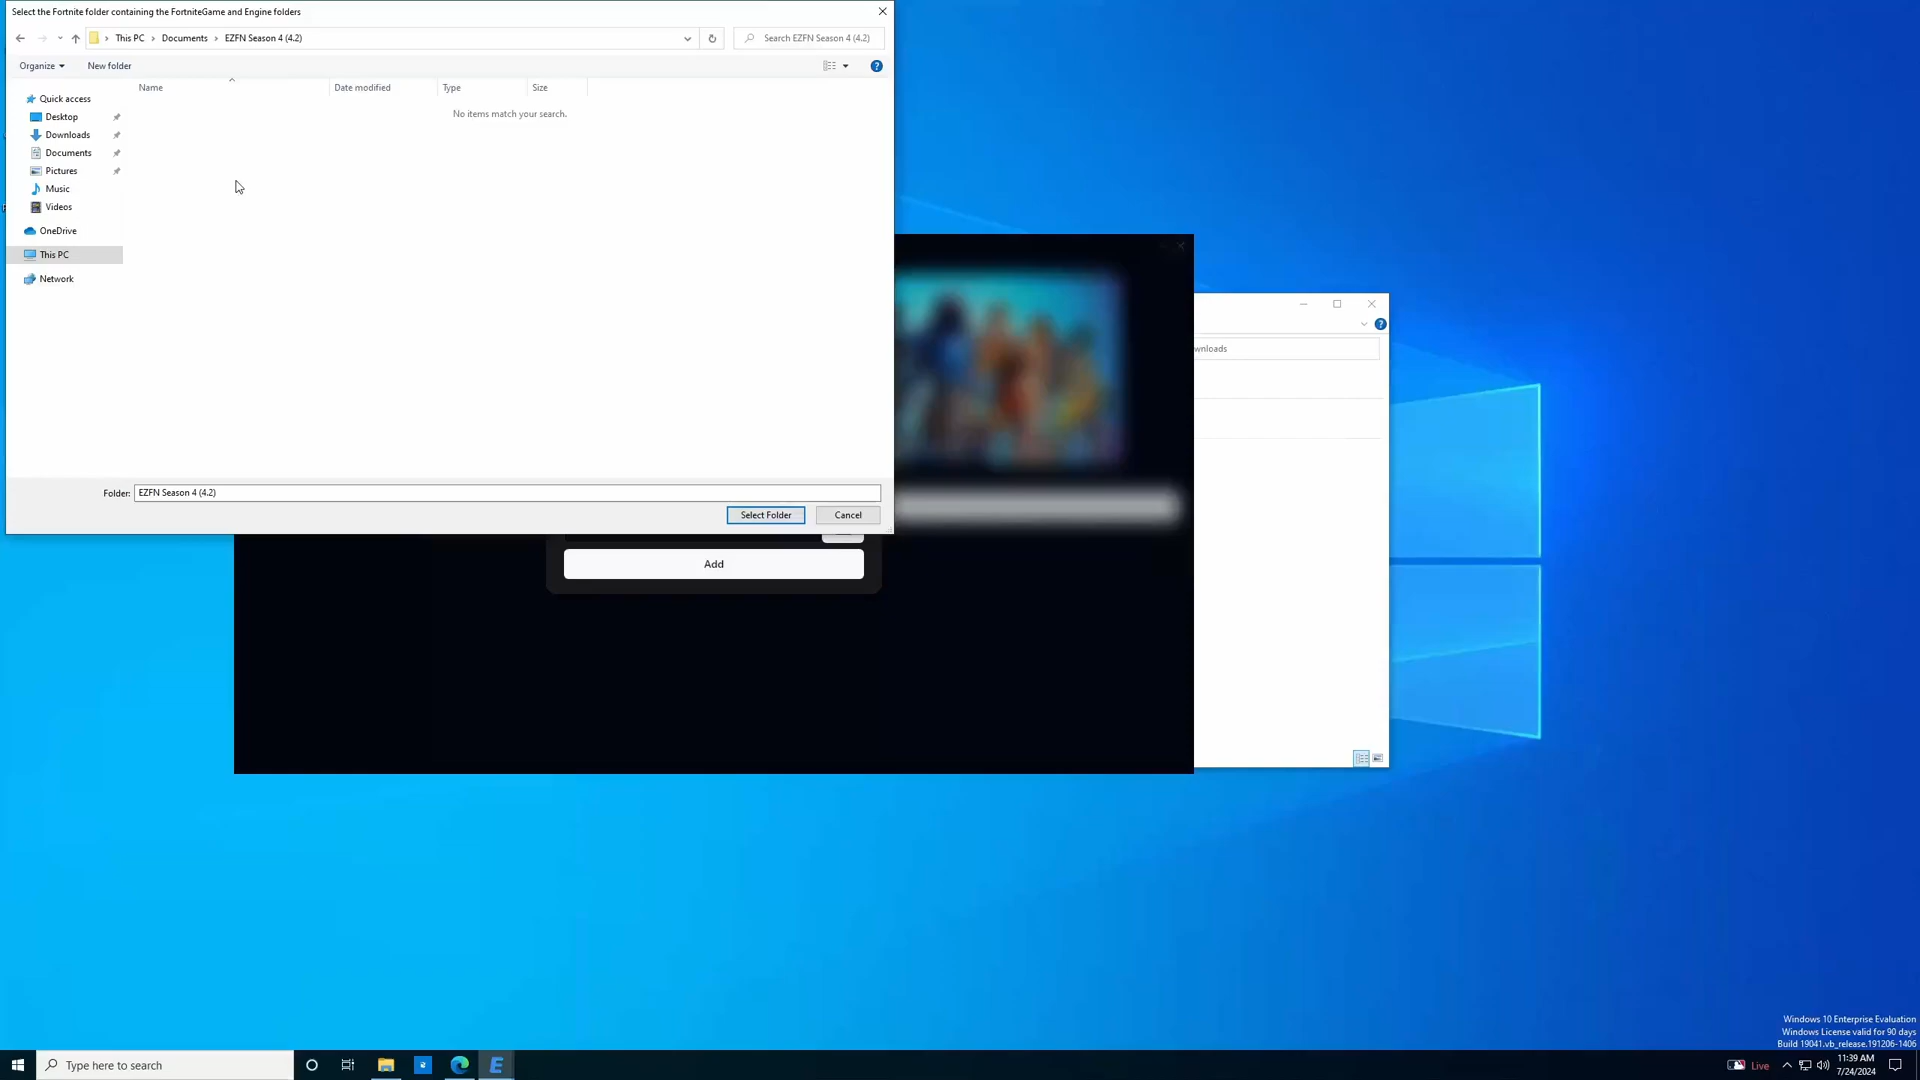 Select the Fortnite folder containing the FortniteGame and Engine folders
This PC > Documents > EZFN Season 4 (4.2)
Search EZFN Season 4 (4.2)
Organize
New folder
Name
Date modified
Type
Size
No items match your search.
Quick access
Desktop
Downloads
Documents
Pictures
Music
Videos
OneDrive
This PC
Network
wnloads
Folder: EZFN Season 4 (4.2)
Select Folder
Cancel
Add
Windows 10 Enterprise Evaluation
Windows License valid for 90 days
Build 19041.vb_release.191206-1406
Type here to search
E
Live
11:39 AM
7/24/2024